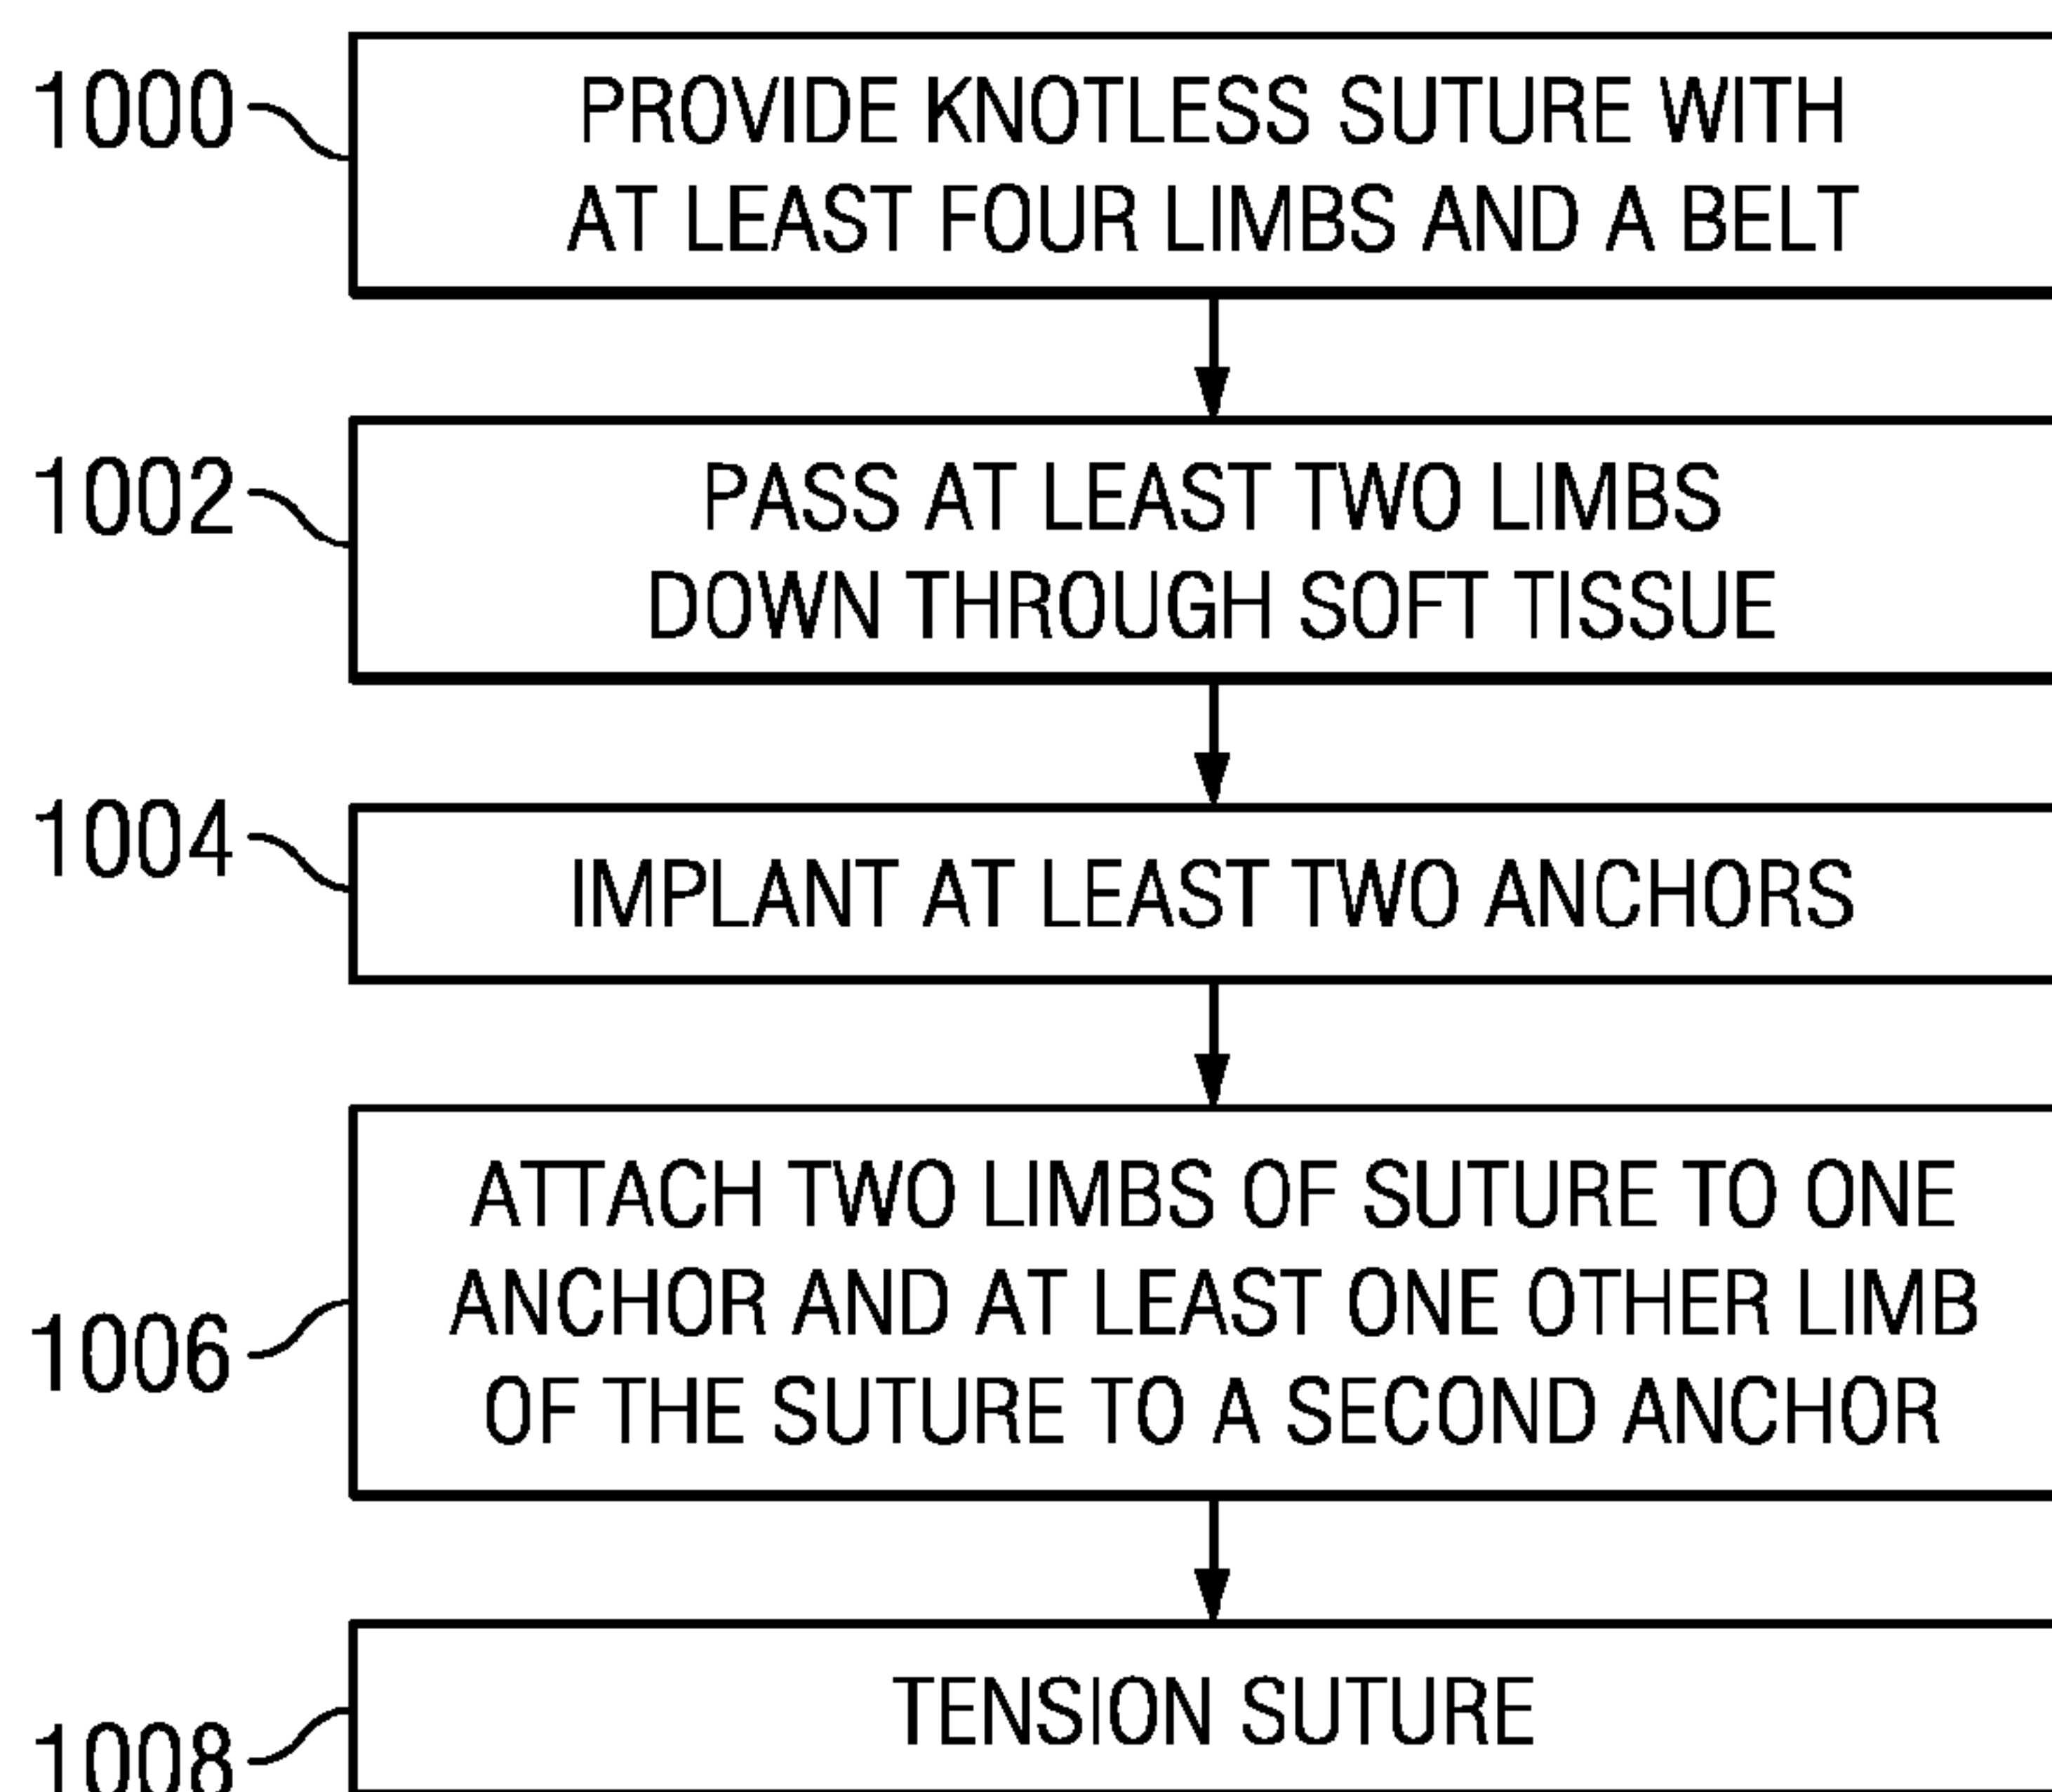 1000
PROVIDE KNOTLESS SUTURE WITH
AT LEAST FOUR LIMBS AND A BELT
1002
PASS AT LEAST TWO LIMBS
DOWN THROUGH SOFT TISSUE
1004
IMPLANT AT LEAST TWO ANCHORS
1006
ATTACH TWO LIMBS OF SUTURE TO ONE
ANCHOR AND AT LEAST ONE OTHER LIMB
OF THE SUTURE TO A SECOND ANCHOR
1008
TENSION SUTURE